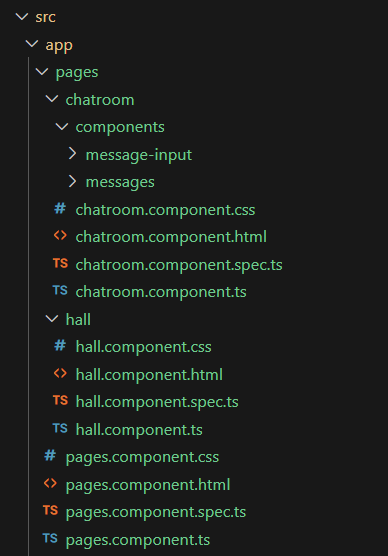 src
app
pages
chatroom
components
message-input
messages
# chatroom.component.css
<> chatroom.component.html
TS chatroom.component.spec.ts
TS chatroom.component.ts
hall
# hall.component.css
<> hall.component.html
TS hall.component.spec.ts
TS hall.component.ts
# pages.component.css
<> pages.component.html
TS pages.component.spec.ts
TS pages.component.ts